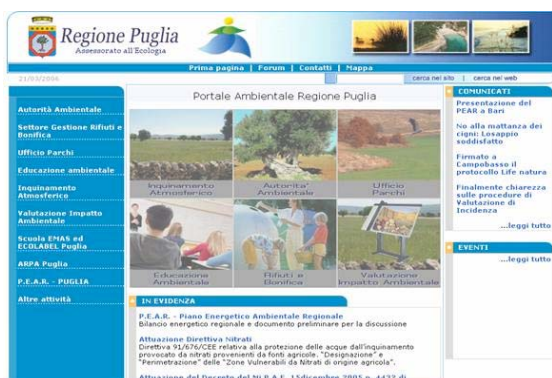 Regione Puglia
Assessorato all'Ecologia
Prima pagina | Forum | Contatti | Mappa
21/03/2006
cerca nel sito | cerca nel web
Autorità Ambientale
Settore Gestione Rifiuti e
Bonifica
Ufficio Parchi
Educazione ambientale
Inquinamento
Atmosferico
Valutazione Impatto
Ambientale
Scuola EMAS ed
ECOLABEL Puglia
ARPA Puglia
P.E.A.R. - PUGLIA
Altre attività
Portale Ambientale Regione Puglia
Inquinamento
Atmosferico
Autorita'
Ambientale
Ufficio
Parchi
Educazione
Ambientale
Rifiuti e
Bonifica
Valutazione
Impatto Ambientale
IN EVIDENZA
P.E.A.R. - Piano Energetico Ambientale Regionale
Bilancio energetico regionale e documento preliminare per la discussione
Attuazione Direttiva Nitrati
Direttiva 91/676/CEE relativa alla protezione delle acque dall'inquinamento
provocato da nitrati provenienti da fonti agricole. "Designazione" e
"Perimetrazione" delle "Zone Vulnerabili da Nitrati di origine agricola".
Attuazione del Decreto del
COMUNICATI
Presentazione del
PEAR a Bari
No alla mattanza dei
cigni: Losappio
soddisfatto
Firmato a
Campobasso il
protocollo Life natura
Finalmente chiarezza
sulle procedure di
Valutazione di
Incidenza
...leggi tutto
EVENTI
...leggi tutto